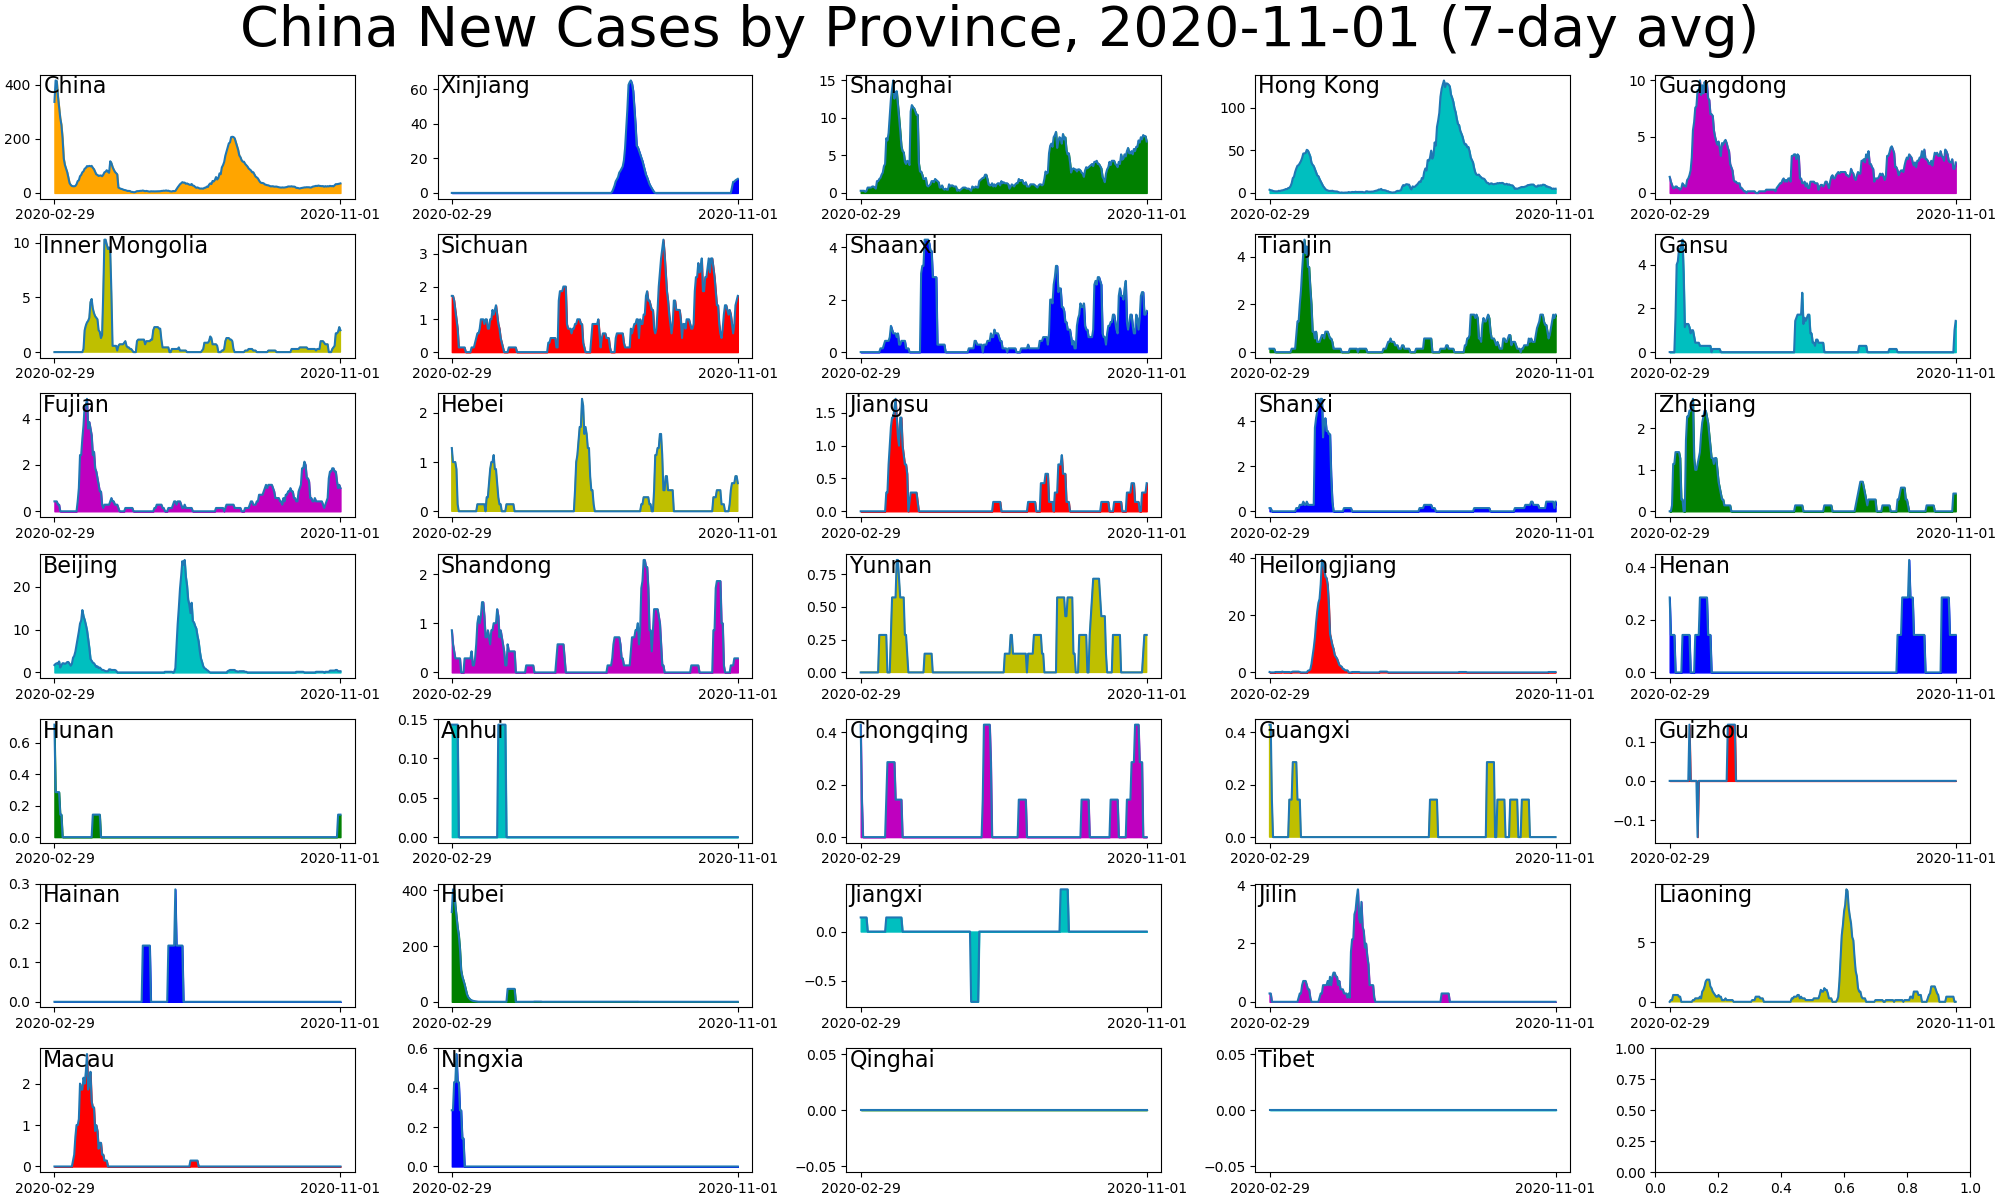 China New Cases by Province, 2020-11-01 (7-day avg)
China Xinjiang Shanghai Hong Kong Guangdong
400 60 15 100 10
200 40 10 50 5
0 20 5 0 0
0 0
2020-02-29 2020-11-01 2020-02-29 2020-11-01 2020-02-29 2020-11-01 2020-02-29 2020-11-01 2020-02-29 2020-11-01
Inner Mongolia Sichuan Shaanxi Tianjin Gansu
10 3 4 4 4
5 2 2 2 2
0 1 0 0 0
0
2020-02-29 2020-11-01 2020-02-29 2020-11-01 2020-02-29 2020-11-01 2020-02-29 2020-11-01 2020-02-29 2020-11-01
Fujian Hebei Jiangsu Shanxi Zhejiang
4 2 1.5 4 2
2 1 1.0 2 1
0 0 0.5 0 0
0.0
2020-02-29 2020-11-01 2020-02-29 2020-11-01 2020-02-29 2020-11-01 2020-02-29 2020-11-01 2020-02-29 2020-11-01
Beijing Shandong Yunnan Heilongjiang Henan
20 2 0.75 40 0.4
10 1 0.50 20 0.2
0 0 0.25 0 0.0
0.00
2020-02-29 2020-11-01 2020-02-29 2020-11-01 2020-02-29 2020-11-01 2020-02-29 2020-11-01 2020-02-29 2020-11-01
Hunan Anhui Chongqing Guangxi Guizhou
0.6 0.15 0.4 0.4 0.1
0.4 0.10 0.2 0.2 0.0
0.2 0.05 0.0 0.0 −0.1
0.0 0.00
2020-02-29 2020-11-01 2020-02-29 2020-11-01 2020-02-29 2020-11-01 2020-02-29 2020-11-01 2020-02-29 2020-11-01
Hainan Hubei Jiangxi Jilin Liaoning
0.3 400 0.0 4 5
0.2 200 −0.5 2 0
0.1 0 0
0.0
2020-02-29 2020-11-01 2020-02-29 2020-11-01 2020-02-29 2020-11-01 2020-02-29 2020-11-01 2020-02-29 2020-11-01
Macau Ningxia Qinghai Tibet
2 0.6 0.05 0.05 1.00
1 0.4 0.00 0.00 0.75
0 0.2 −0.05 −0.05 0.50
0.0 0.25
0.00
2020-02-29 2020-11-01 2020-02-29 2020-11-01 2020-02-29 2020-11-01 2020-02-29 2020-11-01 0.0 0.2 0.4 0.6 0.8 1.0